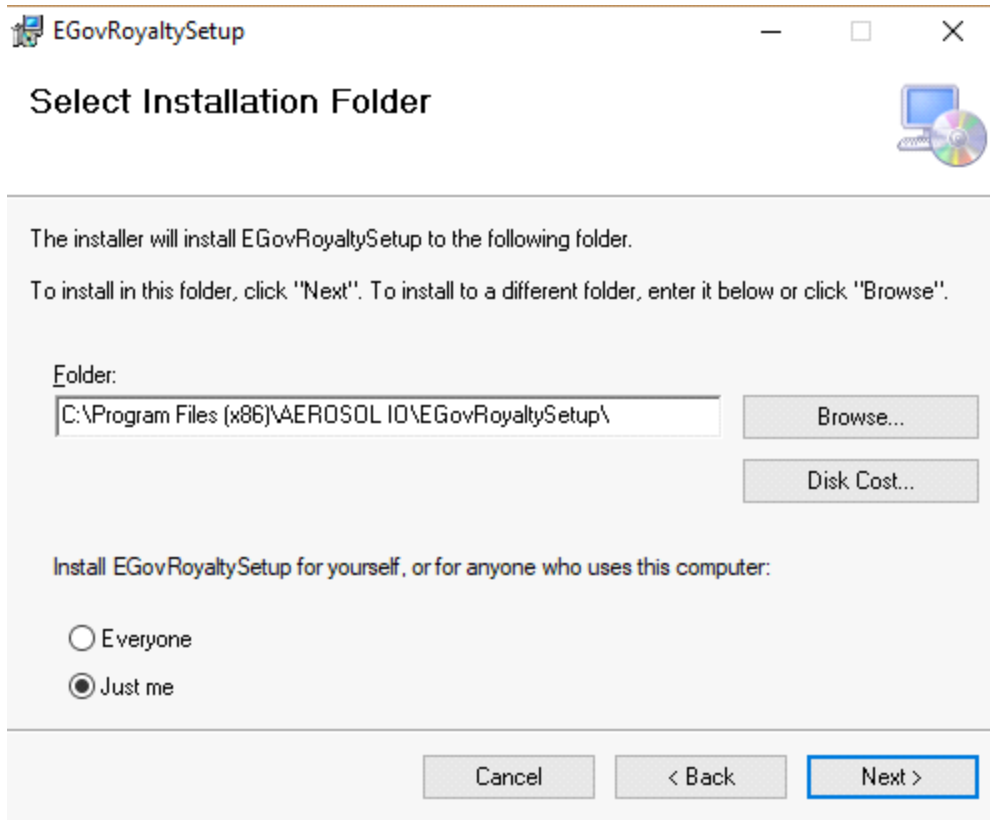 EGovRoyaltySetup
Select Installation Folder
The installer will install EGovRoyaltySetup to the following folder.
To install in this folder, click "Next". To install to a different folder, enter it below or click "Browse".
Folder:
C:\Program Files (x86)\AEROSOL IO\EGovRoyaltySetup\
Browse...
Disk Cost...
Install EGovRoyaltySetup for yourself, or for anyone who uses this computer:
Everyone
Just me
Cancel
< Back
Next >